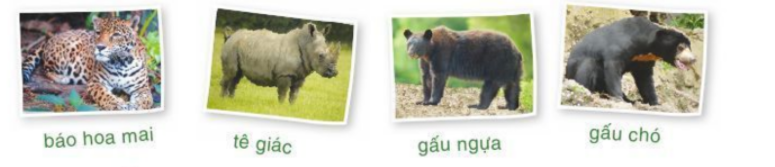 báo hoa mai
tê giác
gấu ngựa
gấu chó